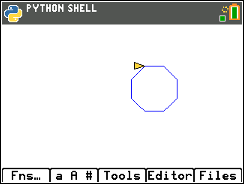 PYTHON SHELL
Fns… a A # Tools Editor Files